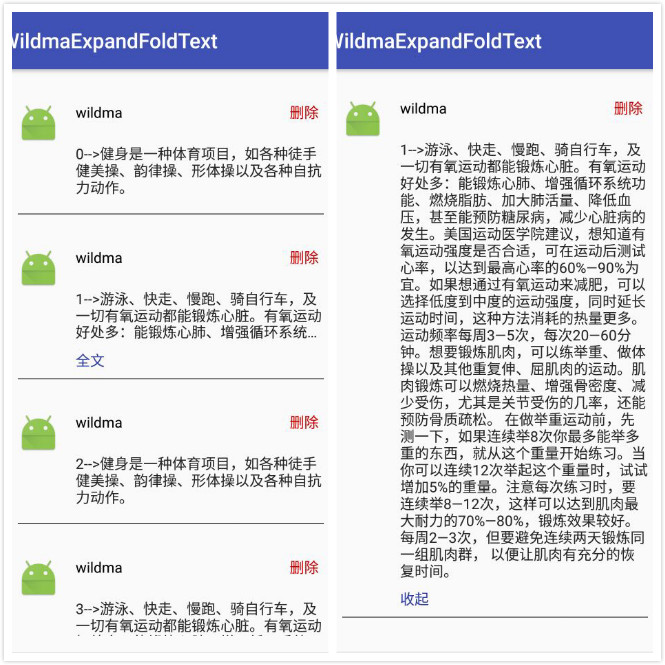 WildmaExpandFoldText
wildma
删除
0-->健身是一种体育项目，如各种徒手
健美操、韵律操、形体操以及各种自抗
力动作。
wildma
删除
1-->游泳、快走、慢跑、骑自行车，及
一切有氧运动都能锻炼心脏。有氧运动
好处多：能锻炼心肺、增强循环系统...
全文
wildma
删除
2-->健身是一种体育项目，如各种徒手
健美操、韵律操、形体操以及各种自抗
力动作。
wildma
删除
3-->游泳、快走、慢跑、骑自行车，及
一切有氧运动都能锻炼心脏。有氧运动
WildmaExpandFoldText
wildma
删除
1-->游泳、快走、慢跑、骑自行车，及
一切有氧运动都能锻炼心脏。有氧运动
好处多：能锻炼心肺、增强循环系统功
能、燃烧脂肪、加大肺活量、降低血
压，甚至能预防糖尿病，减少心脏病的
发生。美国运动医学院建议，想知道有
氧运动强度是否合适，可在运动后测试
心率，以达到最高心率的60%—90%为
宜。如果想通过有氧运动来减肥，可以
选择低度到中度的运动强度，同时延长
运动时间，这种方法消耗的热量更多。
运动频率每周3—5次，每次20—60分
钟。想要锻炼肌肉，可以练举重、做体
操以及其他重复伸、屈肌肉的运动。肌
肉锻炼可以燃烧热量、增强骨密度、减
少受伤，尤其是关节受伤的几率，还能
预防骨质疏松。 在做举重运动前，先
测一下，如果连续举8次你最多能举多
重的东西，就从这个重量开始练习。当
你可以连续12次举起这个重量时，试试
增加5%的重量。注意每次练习时，要
连续举8—12次，这样可以达到肌肉最
大耐力的70%—80%，锻炼效果较好。
每周2—3次，但要避免连续两天锻炼同
一组肌肉群， 以便让肌肉有充分的恢
复时间。
收起